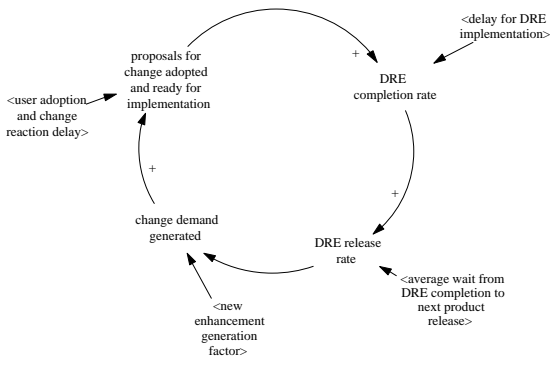 <delay for DRE
implementation>
proposals for
change adopted
and ready for
implementation
+
DRE
completion rate
<user adoption
and change
reaction delay>
+
+
change demand
generated
DRE release
rate
<average wait from
DRE completion to
next product
release>
<new
enhancement
generation
factor>